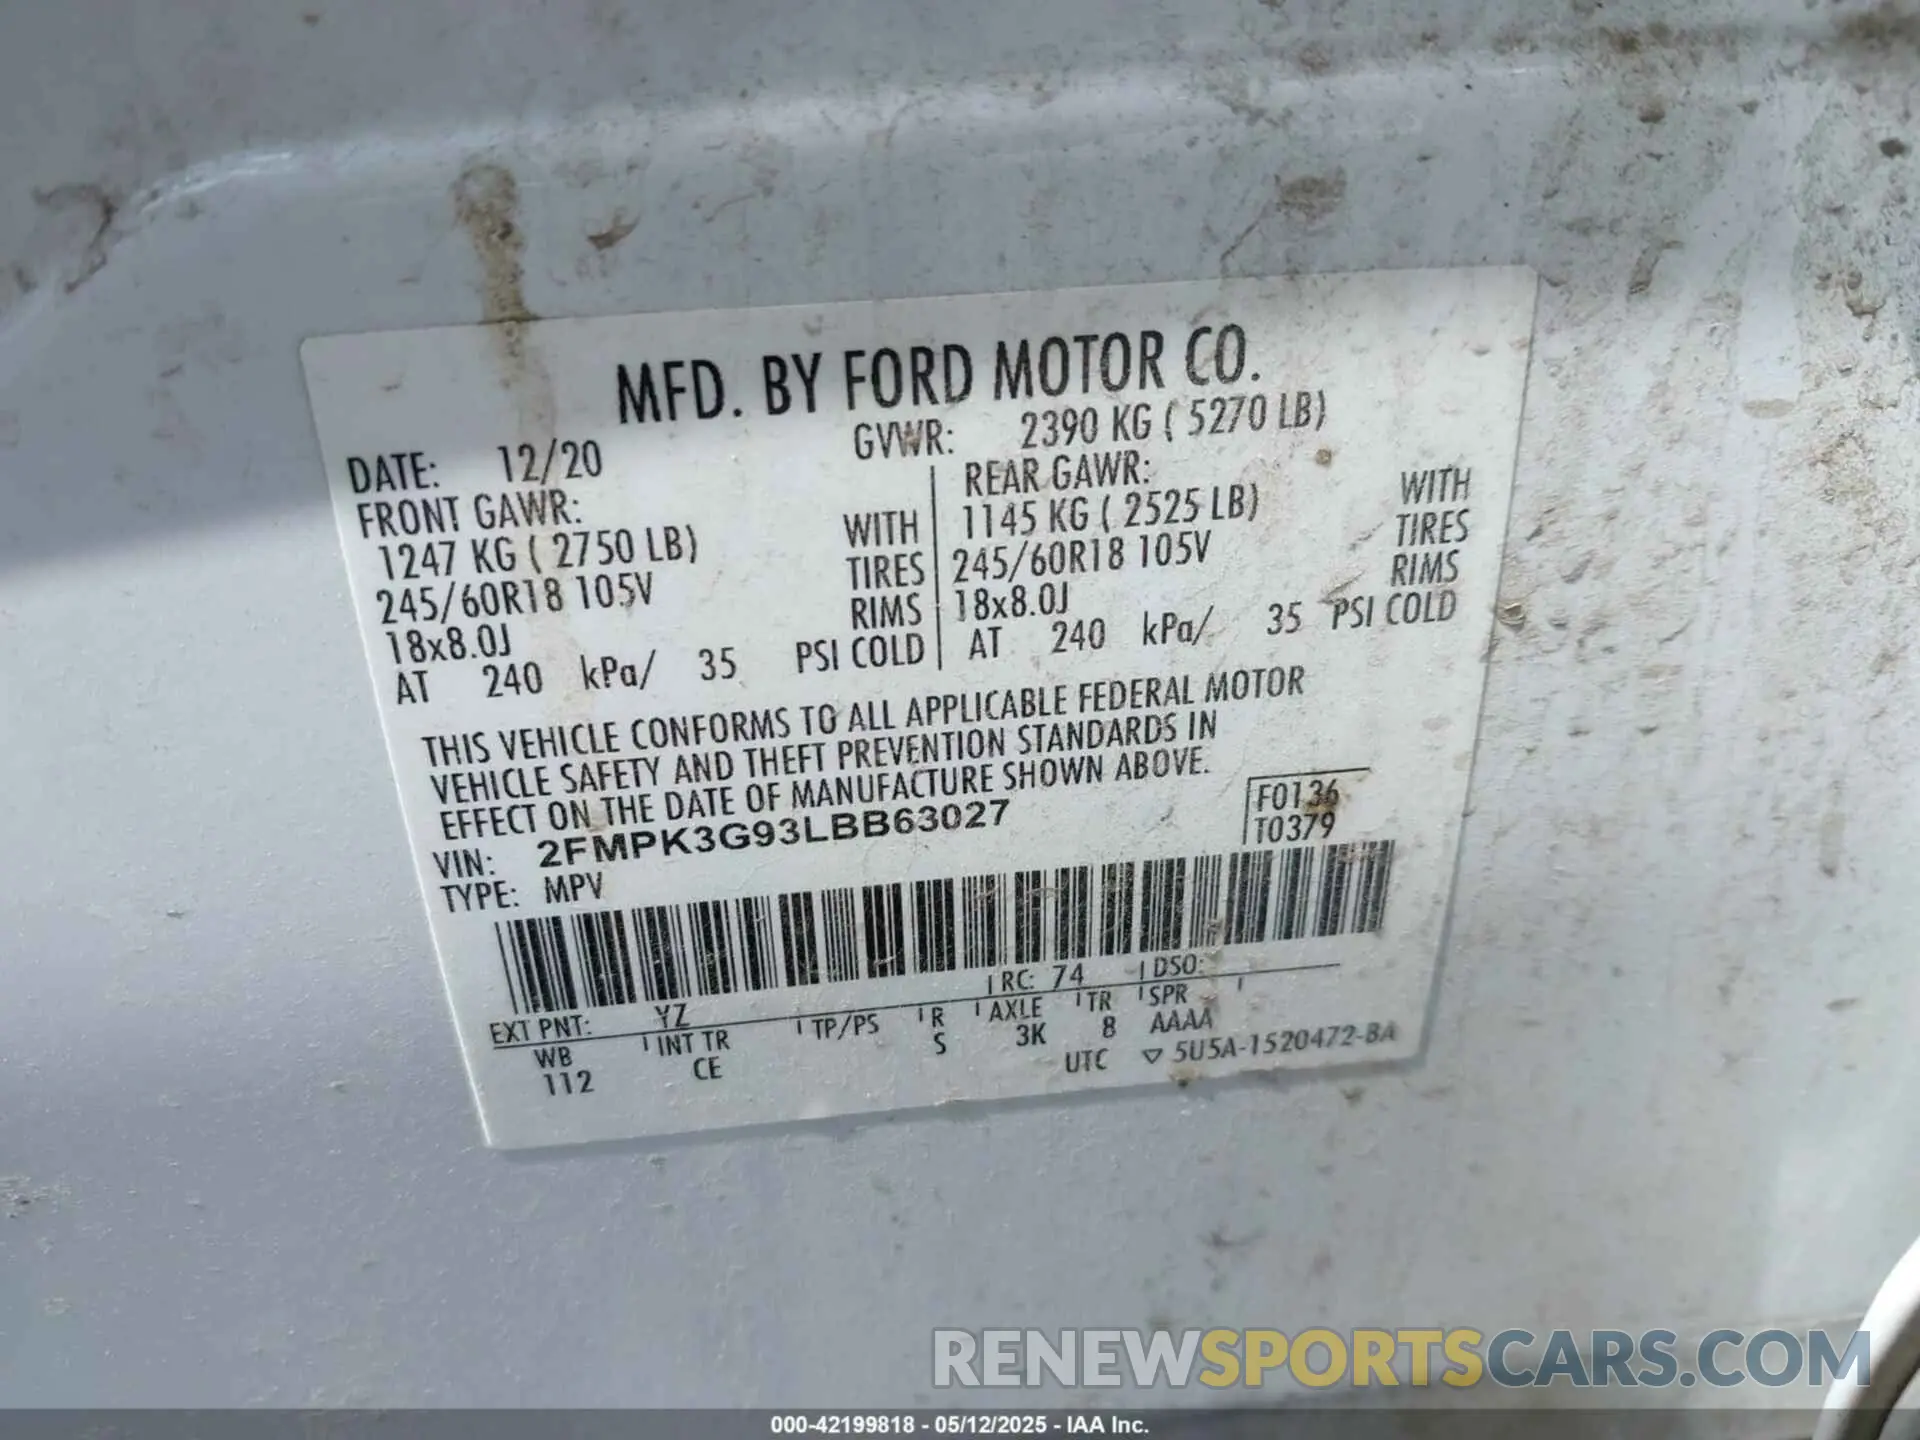 MFD. BY FORD MOTOR CO.
DATE: 12/20 GVWR: 2390 KG ( 5270 LB)
FRONT GAWR: REAR GAWR:
1247 KG ( 2750 LB) WITH 1145 KG ( 2525 LB) WITH
245/60R18 105V TIRES 245/60R18 105V TIRES
18x8.0J RIMS 18x8.0J RIMS
AT 240 kPa/ 35 PSI COLD AT 240 kPa/ 35 PSI COLD
THIS VEHICLE CONFORMS TO ALL APPLICABLE FEDERAL MOTOR
VEHICLE SAFETY AND THEFT PREVENTION STANDARDS IN
EFFECT ON THE DATE OF MANUFACTURE SHOWN ABOVE.
VIN: 2FMPK3G93LBB63027 F0136
TYPE: MPV T0379
EXT PNT: YZ RC: 74 DSO:
WB INT TR TP/PS R AXLE TR SPR
112 CE S 3K 8 AAAA
UTC ▽ 5U5A-1520472-BA
RENEWSPORTSCARS.COM
000-42199818 - 05/12/2025 - IAA Inc.